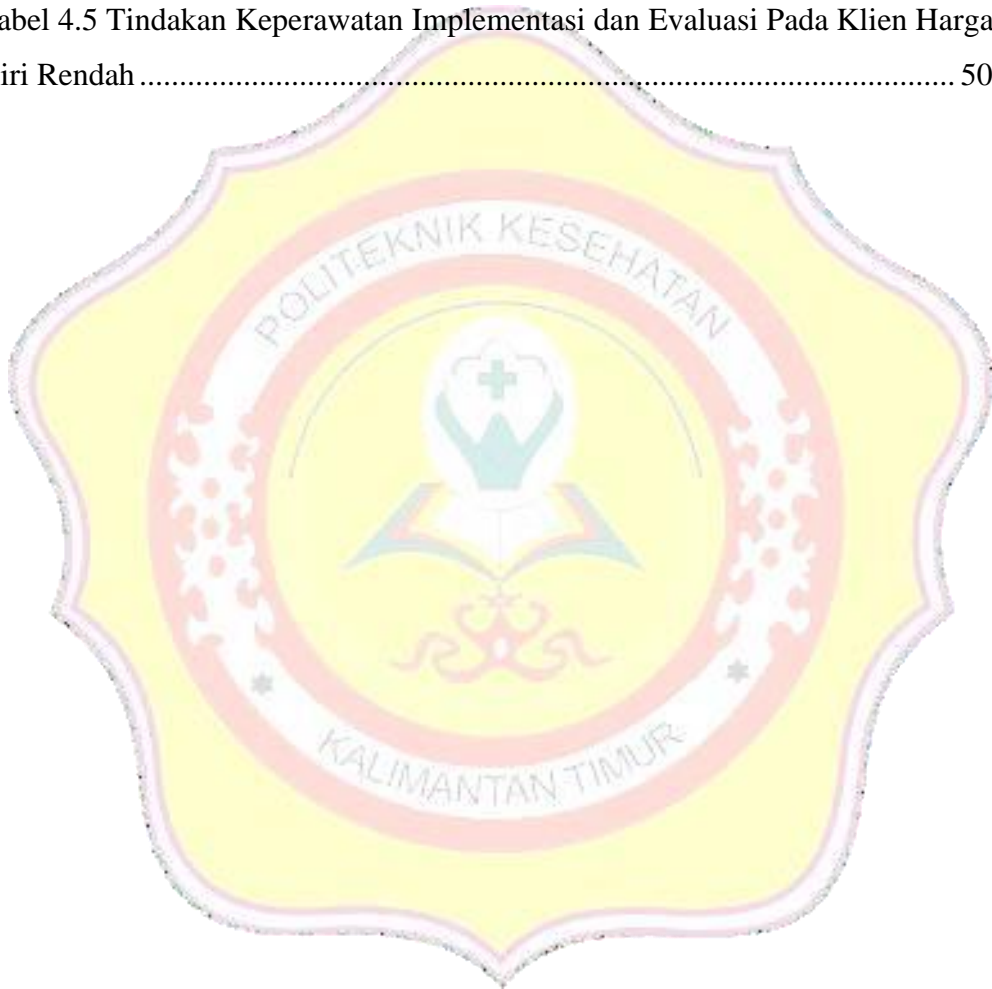 abel 4.5 Tindakan Keperawatan Implementasi dan Evaluasi Pada Klien Harga
iri Rendah ........................................................................................... 50
POLITEKNIK KESEHATAN
KALIMANTAN TIMUR